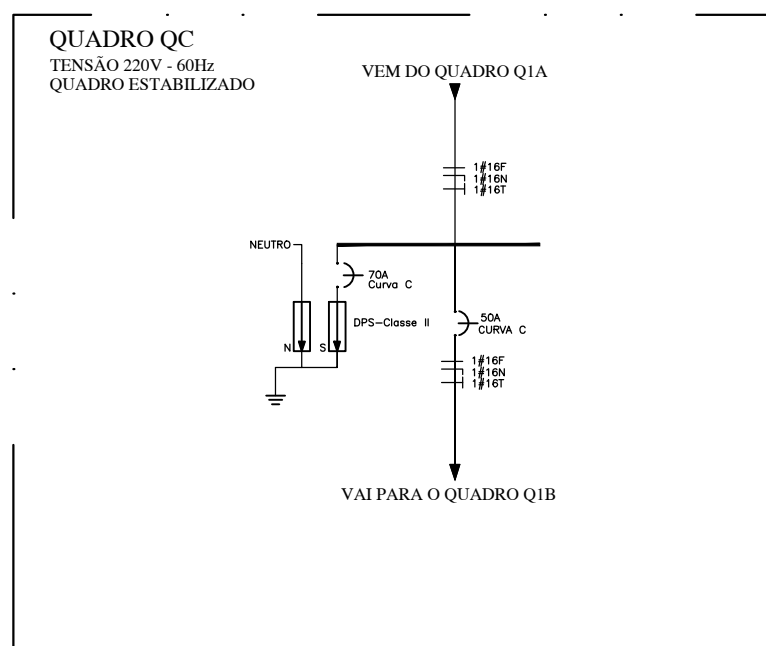 QUADRO QC
TENSÃO 220V - 60Hz
QUADRO ESTABILIZADO
VEM DO QUADRO Q1A
1#16F
1#16N
1#16T
NEUTRO
70A
Curva C
DPS-Classe II
N
S
50A
CURVA C
1#16F
1#16N
1#16T
VAI PARA O QUADRO Q1B